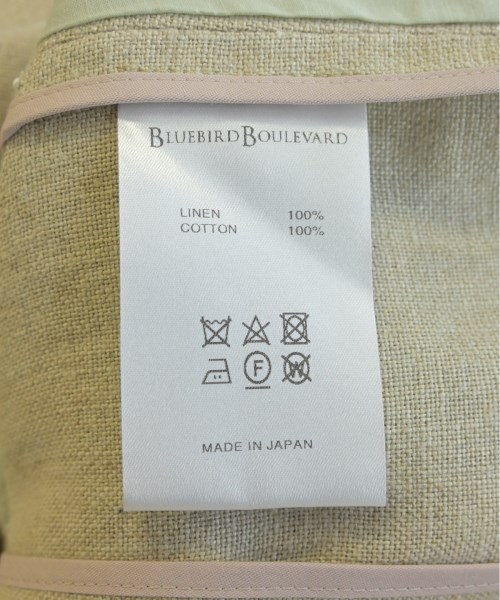 BLUEBIRD BOULEVARD
LINEN 100%
COTTON 100%
F W
MADE IN JAPAN